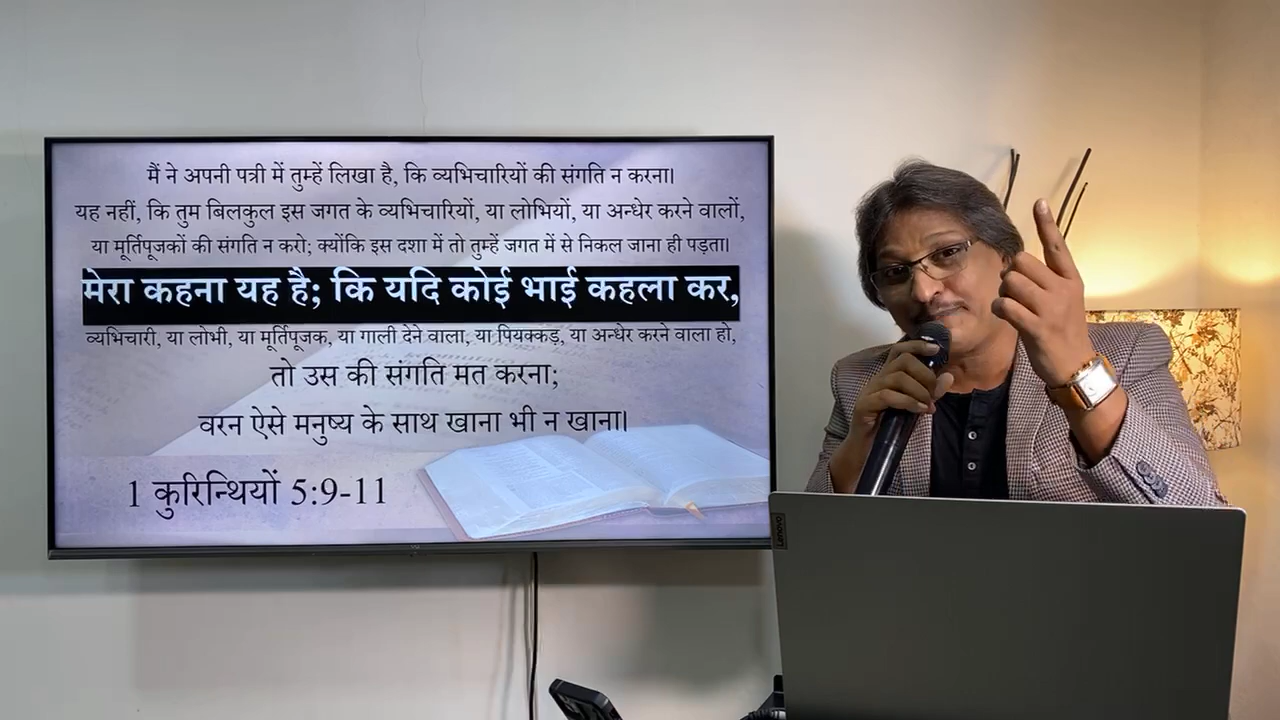 मैं ने अपनी पत्री में तुम्हें लिखा है, कि व्यभिचारियों की संगति न करना।
यह नहीं, कि तुम बिलकुल इस जगत के व्यभिचारियों, या लोभियों, या अन्धेर करने वालों,
या मूर्तिपूजकों की संगति न करो; क्योंकि इस दशा में तो तुम्हें जगत में से निकल जाना ही पड़ता।
मेरा कहना यह है; कि यदि कोई भाई कहला कर,
व्यभिचारी, या लोभी, या मूर्तिपूजक, या गाली देने वाला, या पियक्कड़, या अन्धेर करने वाला हो,
तो उस की संगति मत करना;
वरन ऐसे मनुष्य के साथ खाना भी न खाना।
1 कुरिन्थियों 5:9-11
Lenovo